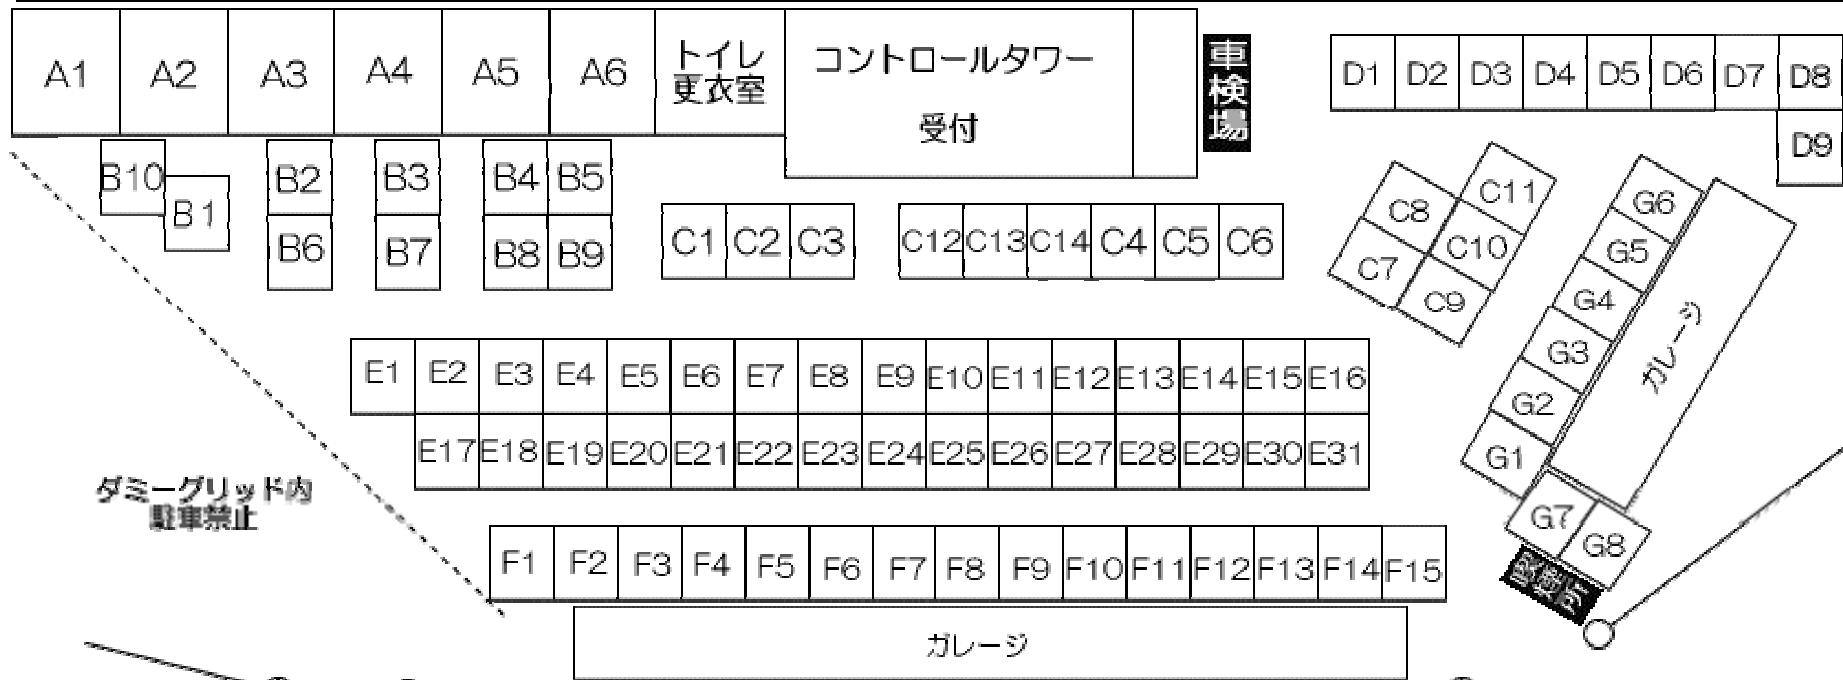 A1 A2 A3 A4 A5 A6
トイレ
更衣室
コントロールタワー
受付
車検場
D1 D2 D3 D4 D5 D6 D7 D8
D9
B10 B1 B2 B3 B4 B5
B6 B7 B8 B9
C1 C2 C3
C12 C13 C14 C4 C5 C6
C8 C11
C7 C10
C9
G6
G5
G4
G3
G2
G1
G7 G8
ガレージ
E1 E2 E3 E4 E5 E6 E7 E8 E9 E10 E11 E12 E13 E14 E15 E16
E17 E18 E19 E20 E21 E22 E23 E24 E25 E26 E27 E28 E29 E30 E31
ダミーグリッド内
駐車禁止
F1 F2 F3 F4 F5 F6 F7 F8 F9 F10 F11 F12 F13 F14 F15
ガレージ